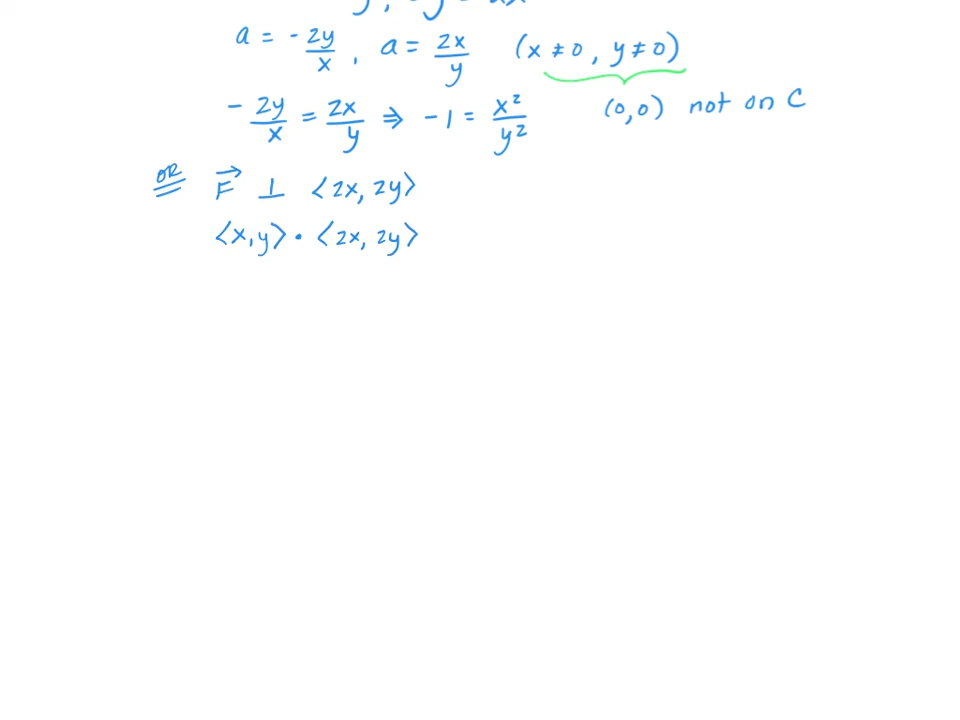 a = -2y/x , a = 2x/y (x ≠ 0 , y ≠ 0)
-2y/x = 2x/y ⇒ -1 = x²/y² (0,0) not on C
OR F⃗ ⊥ ⟨2x, 2y⟩
⟨x,y⟩ • ⟨2x, 2y⟩